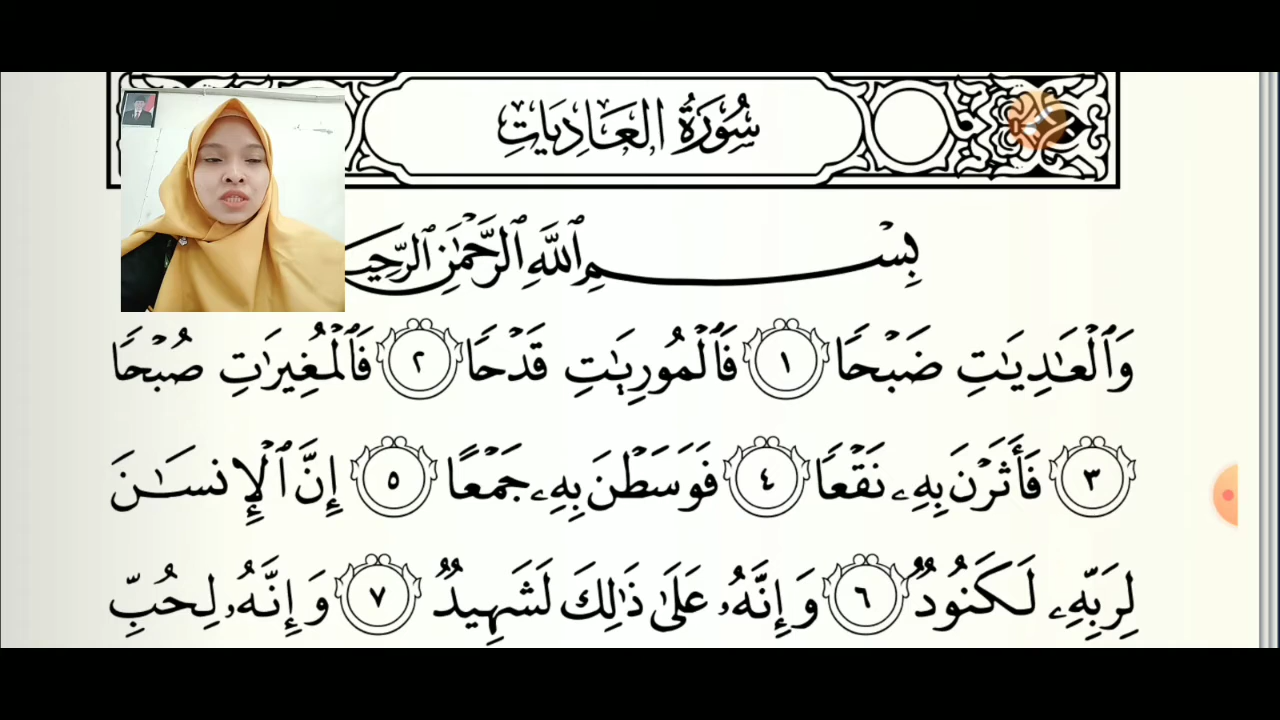 سُورَةُ العَادِيَاتِ
بِسْمِ ٱللَّهِ ٱلرَّحْمَٰنِ
وَٱلْعَٰدِيَٰتِ ضَبْحًا ١ فَٱلْمُورِيَٰتِ قَدْحًا ٢ فَٱلْمُغِيرَٰتِ صُبْحًا
٣ فَأَثَرْنَ بِهِۦ نَقْعًا ٤ فَوَسَطْنَ بِهِۦ جَمْعًا ٥ إِنَّ ٱلْإِنسَٰنَ
لِرَبِّهِۦ لَكَنُودٌ ٦ وَإِنَّهُۥ عَلَىٰ ذَٰلِكَ لَشَهِيدٌ ٧ وَإِنَّهُۥ لِحُبِّ